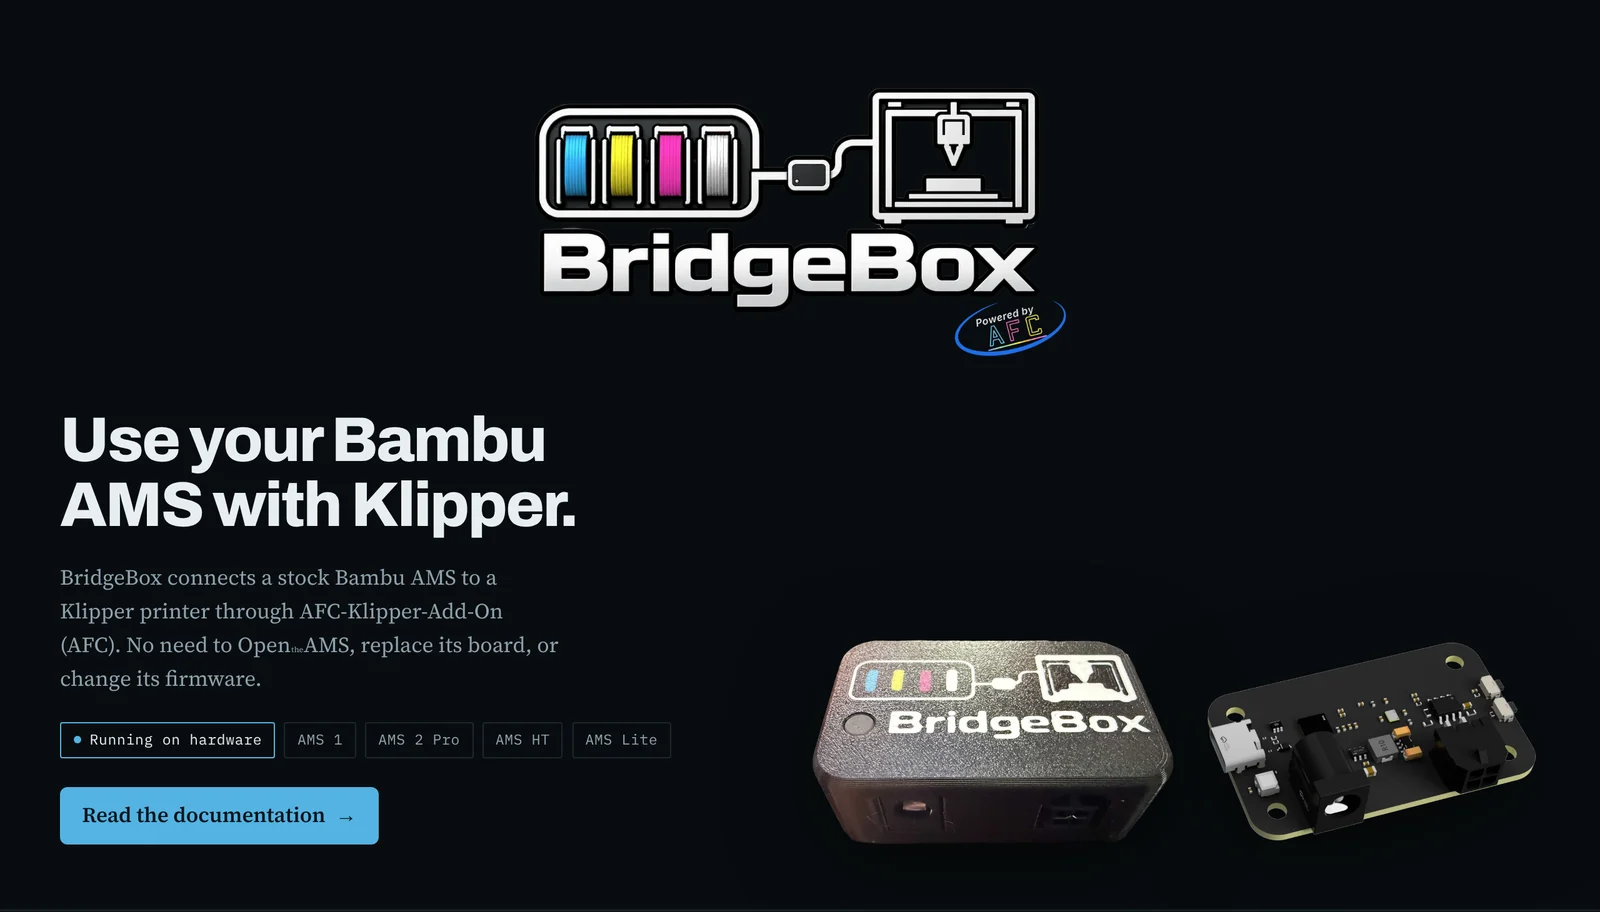 BridgeBox
Powered by
AFC
Use your Bambu
AMS with Klipper.
BridgeBox connects a stock Bambu AMS to a
Klipper printer through AFC-Klipper-Add-On
(AFC). No need to OpentheAMS, replace its board, or
change its firmware.
Running on hardware
AMS 1
AMS 2 Pro
AMS HT
AMS Lite
Read the documentation →
BridgeBox